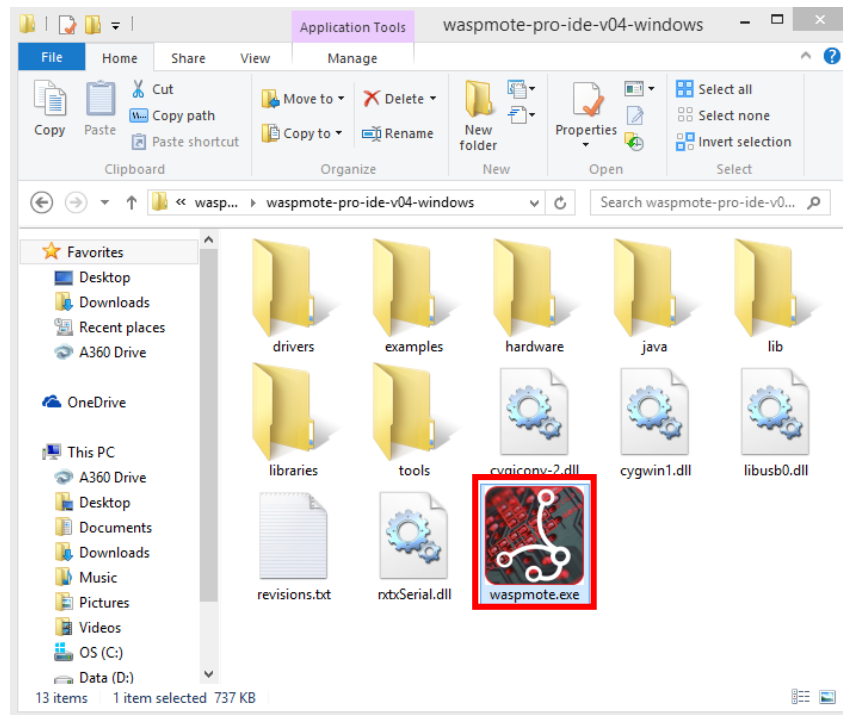 Application Tools
waspmote-pro-ide-v04-windows
File Home Share View Manage
Copy
Paste
Cut
Copy path
Paste shortcut
Clipboard
Move to
Copy to
Delete
Rename
Organize
New
folder
New
Properties
Open
Select all
Select none
Invert selection
Select
« wasp... waspmote-pro-ide-v04-windows
Search waspmote-pro-ide-v0...
Favorites
Desktop
Downloads
Recent places
A360 Drive
OneDrive
This PC
A360 Drive
Desktop
Documents
Downloads
Music
Pictures
Videos
OS (C:)
Data (D:)
drivers examples hardware java lib
libraries tools cygiconv-2.dll cygwin1.dll libusb0.dll
revisions.txt rxtxSerial.dll waspmote.exe
13 items 1 item selected 737 KB